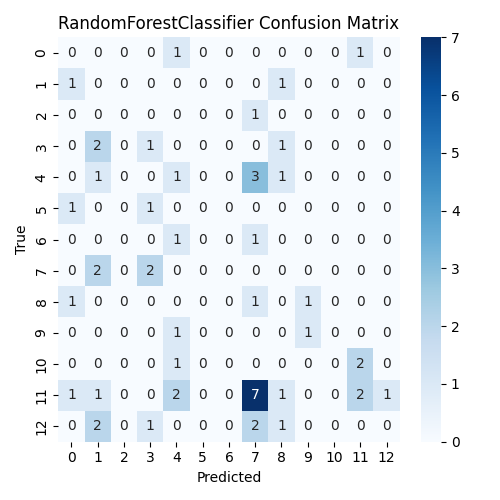 RandomForestClassifier Confusion Matrix
0 0 0 0 0 1 0 0 0 0 0 0 1 0
1 1 0 0 0 0 0 0 0 1 0 0 0 0
2 0 0 0 0 0 0 0 1 0 0 0 0 0
3 0 2 0 1 0 0 0 0 1 0 0 0 0
4 0 1 0 0 1 0 0 3 1 0 0 0 0
5 1 0 0 1 0 0 0 0 0 0 0 0 0
6 0 0 0 0 1 0 0 1 0 0 0 0 0
7 0 2 0 2 0 0 0 0 0 0 0 0 0
8 1 0 0 0 0 0 0 1 0 1 0 0 0
9 0 0 0 0 1 0 0 0 0 1 0 0 0
10 0 0 0 0 1 0 0 0 0 0 0 2 0
11 1 1 0 0 2 0 0 7 1 0 0 2 1
12 0 2 0 1 0 0 0 2 1 0 0 0 0
0 1 2 3 4 5 6 7 8 9 10 11 12
Predicted
True
7
6
5
4
3
2
1
0